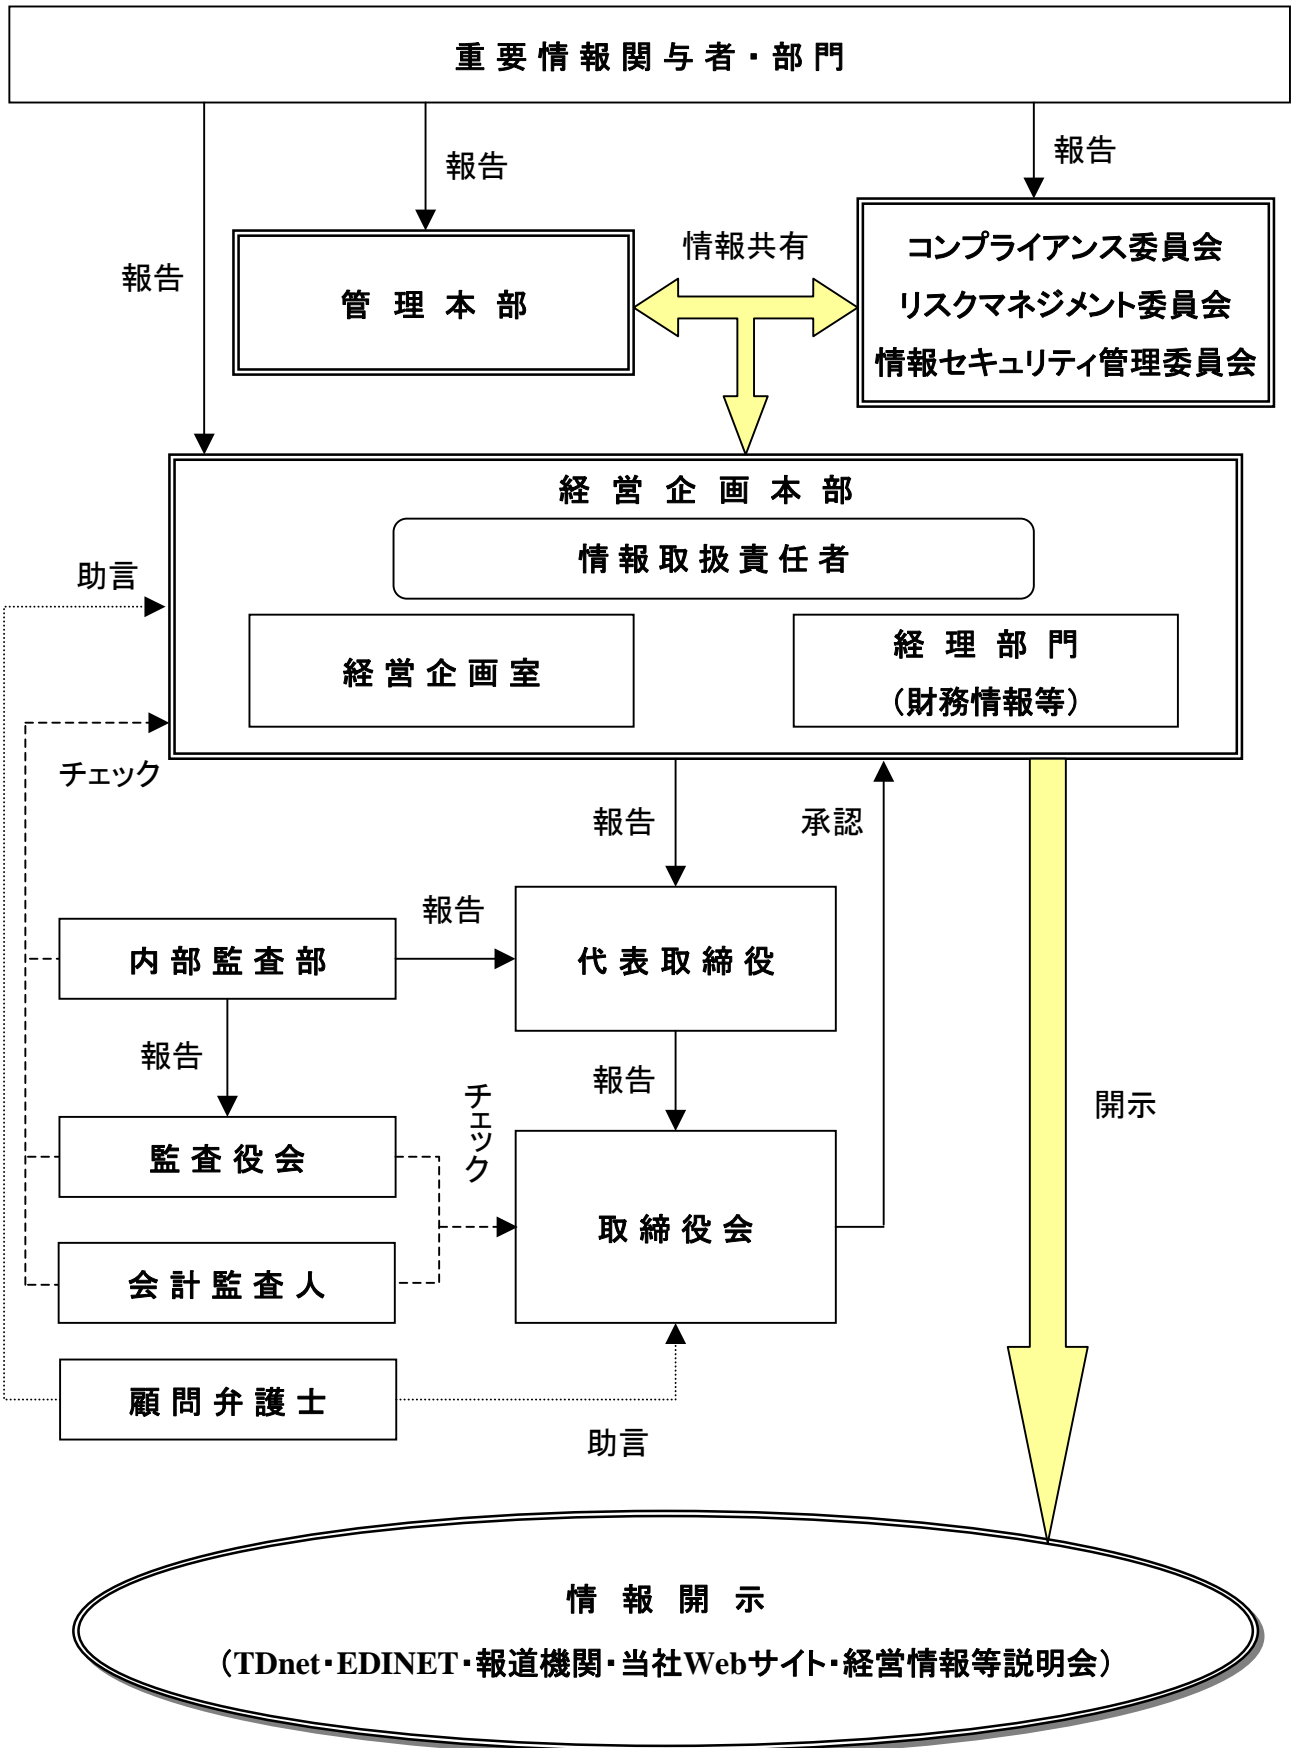 重要情報関与者・部門
報告
報告
報告
情報共有
管理本部
コンプライアンス委員会
リスクマネジメント委員会
情報セキュリティ管理委員会
経営企画本部
情報取扱責任者
助言
経営企画室
経理部門
（財務情報等）
チェック
報告
承認
報告
内部監査部
代表取締役
報告
報告
チェック
開示
監査役会
取締役会
会計監査人
顧問弁護士
助言
情報開示
（TDnet・EDINET・報道機関・当社Webサイト・経営情報等説明会）